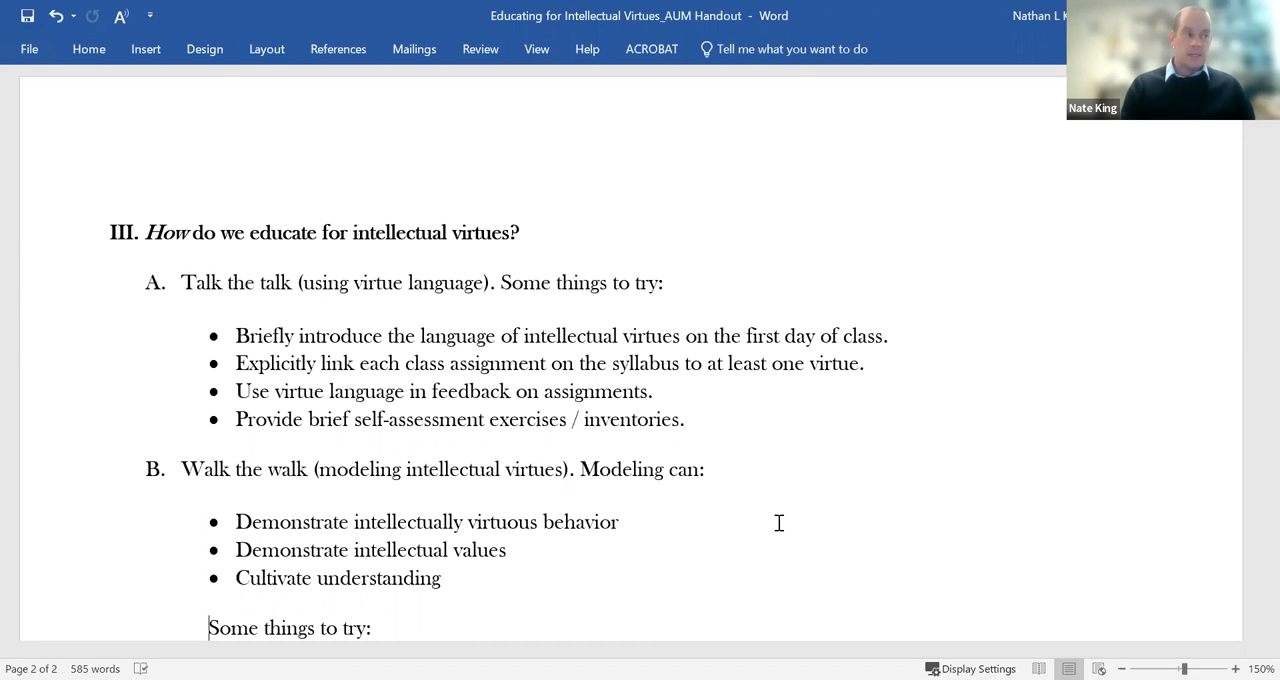 Educating for Intellectual Virtues_AUM Handout - Word
Nathan L
File Home Insert Design Layout References Mailings Review View Help ACROBAT Tell me what you want to do
Nate King
III. How do we educate for intellectual virtues?
A. Talk the talk (using virtue language). Some things to try:
• Briefly introduce the language of intellectual virtues on the first day of class.
• Explicitly link each class assignment on the syllabus to at least one virtue.
• Use virtue language in feedback on assignments.
• Provide brief self-assessment exercises / inventories.
B. Walk the walk (modeling intellectual virtues). Modeling can:
• Demonstrate intellectually virtuous behavior
• Demonstrate intellectual values
• Cultivate understanding
Some things to try:
Page 2 of 2 585 words Display Settings 150%